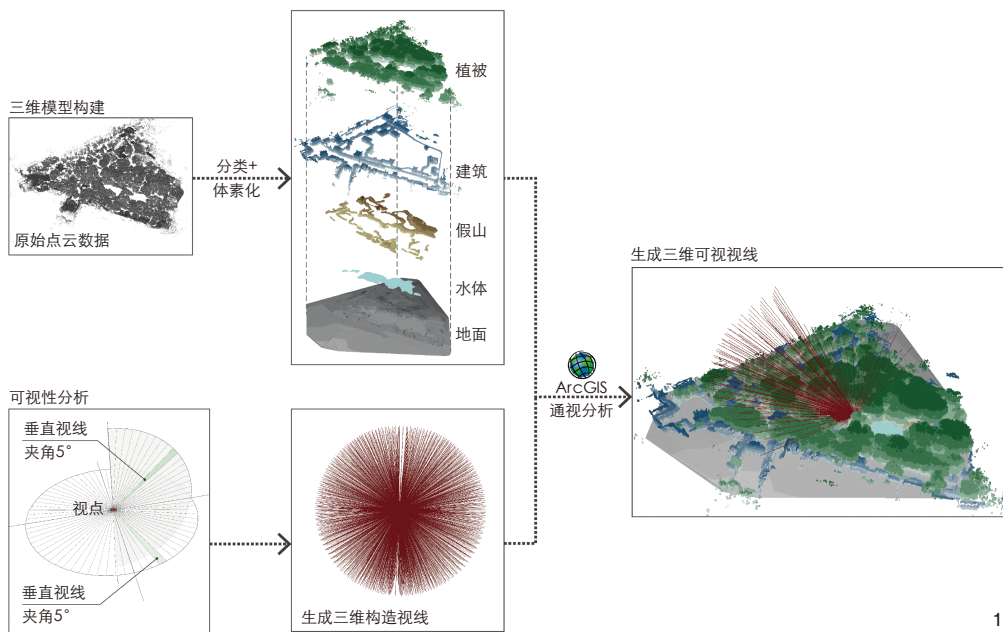 三维模型构建
原始点云数据
分类+
体素化
植被
建筑
假山
水体
地面
可视性分析
垂直视线
夹角5°
视点
垂直视线
夹角5°
生成三维构造视线
ArcGIS
通视分析
生成三维可视视线
1